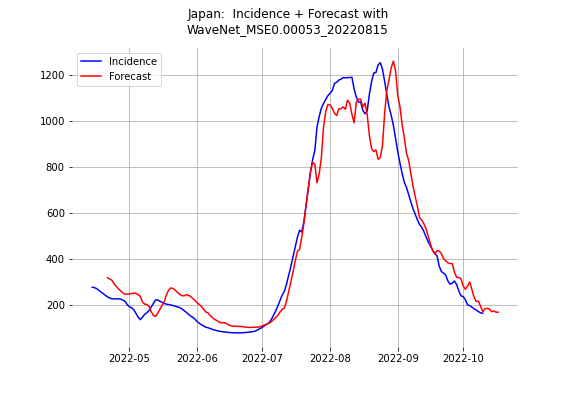 Japan:  Incidence + Forecast with
WaveNet_MSE0.00053_20220815
Incidence
Forecast
1200
1000
800
600
400
200
2022-05 2022-06 2022-07 2022-08 2022-09 2022-10